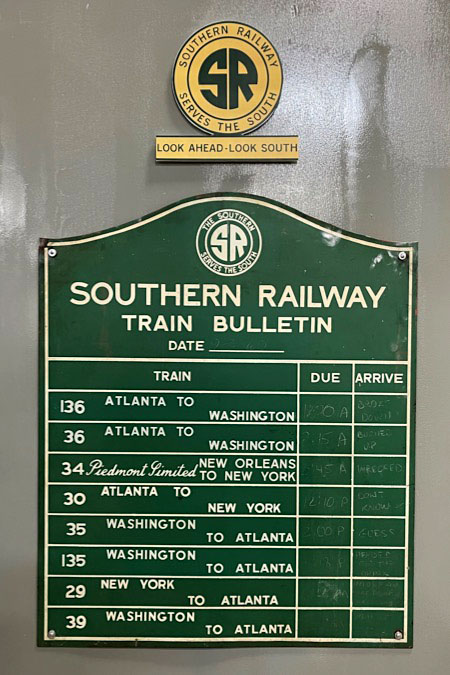 SOUTHERN RAILWAY
SR
SERVES THE SOUTH
LOOK AHEAD-LOOK SOUTH
THE SOUTHERN
SR
SERVES THE SOUTH
SOUTHERN RAILWAY
TRAIN BULLETIN
DATE
TRAIN DUE ARRIVE
136 ATLANTA TO
WASHINGTON
36 ATLANTA TO
WASHINGTON
34 Piedmont Limited NEW ORLEANS
TO NEW YORK
30 ATLANTA TO
NEW YORK
35 WASHINGTON
TO ATLANTA
135 WASHINGTON
TO ATLANTA
29 NEW YORK
TO ATLANTA
39 WASHINGTON
TO ATLANTA